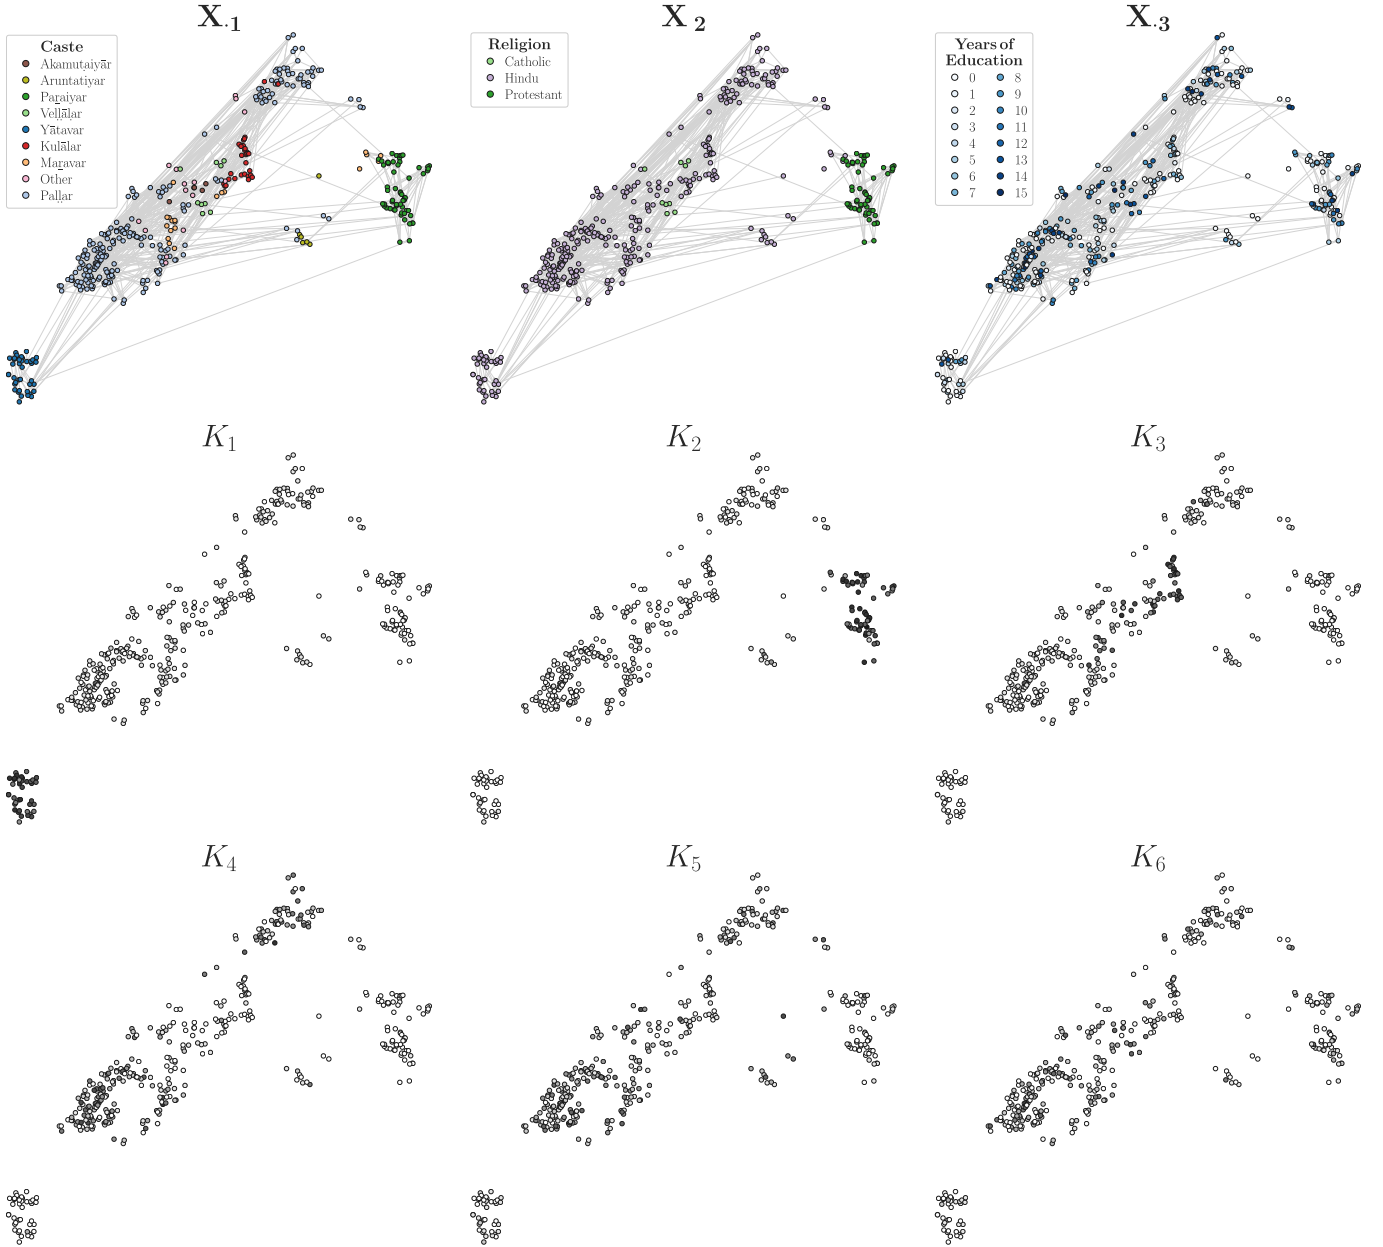 X.1
X.2
X.3
Caste
Akamuṭaiyār
Aruntatiyar
Paṟaiyar
Veḷḷāḷar
Yātavar
Kulālar
Maṟavar
Other
Paḷḷar
Religion
Catholic
Hindu
Protestant
Years of
Education
0 8
1 9
2 10
3 11
4 12
5 13
6 14
7 15
K1
K2
K3
K4
K5
K6